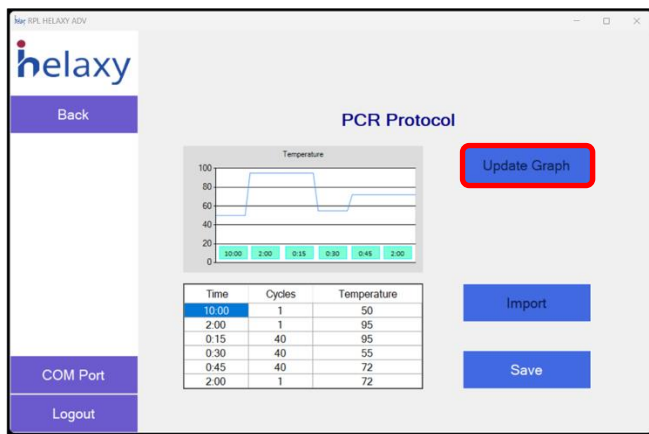 RPL HELAXY ADV
helaxy
Back
PCR Protocol
Temperature
100
80
60
40
20
0
10:00 2:00 0:15 0:30 0:45 2:00
Update Graph
Time Cycles Temperature
10:00 1 50
2:00 1 95
0:15 40 95
0:30 40 55
0:45 40 72
2:00 1 72
Import
Save
COM Port
Logout